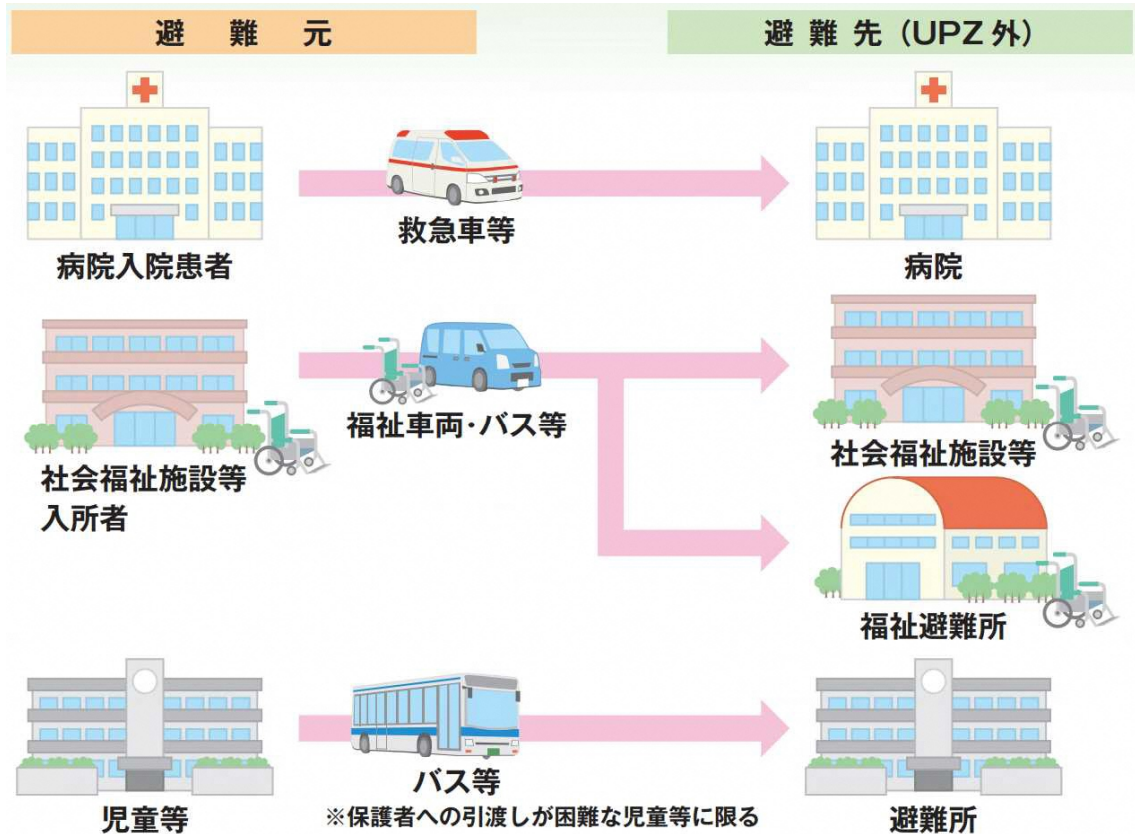 避難元
避難先（UPZ外）
救急車等
病院入院患者
病院
福祉車両・バス等
社会福祉施設等
入所者
社会福祉施設等
福祉避難所
バス等
※保護者への引渡しが困難な児童等に限る
児童等
避難所